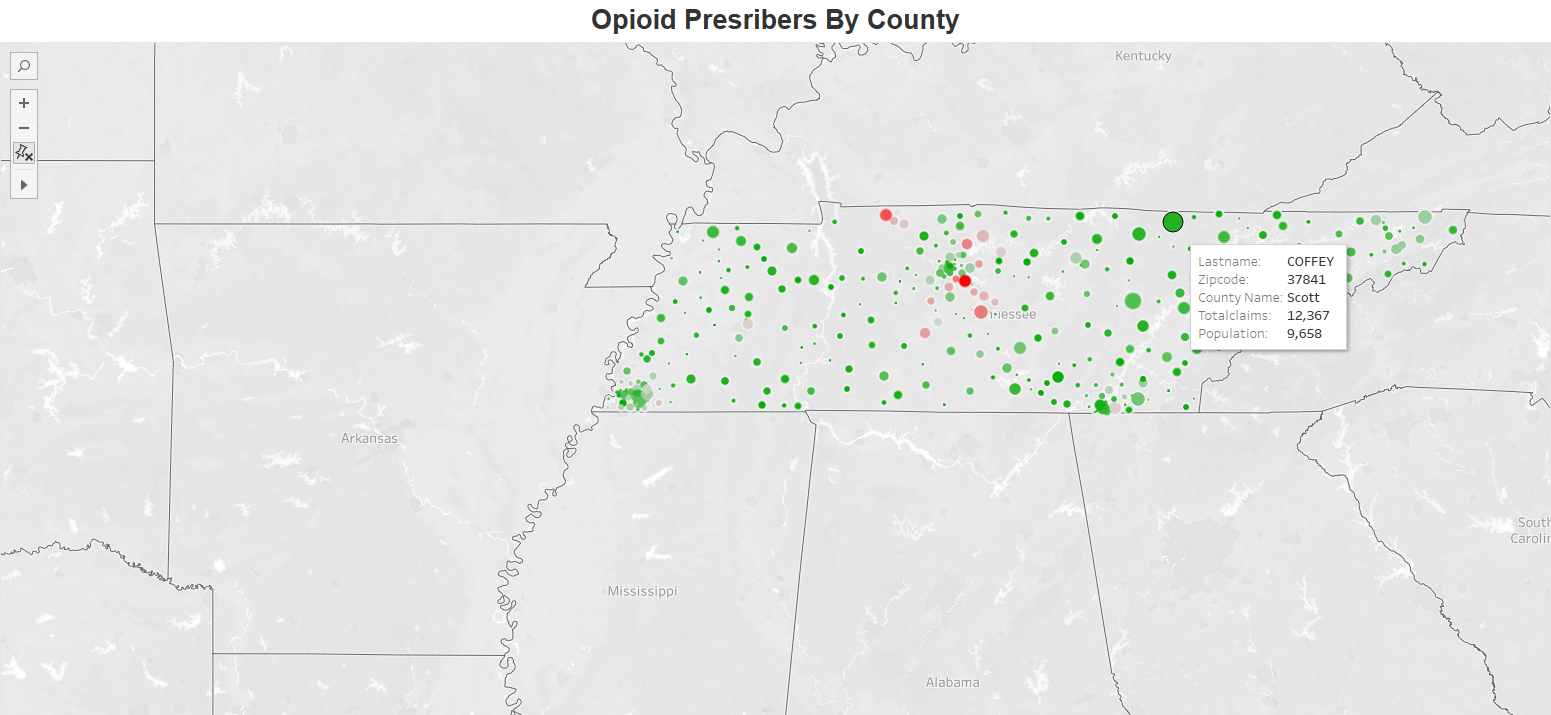 Opioid Presribers By County
Kentucky
Lastname: COFFEY
Zipcode: 37841
County Name: Scott
Totalclaims: 12,367
Population: 9,658
nnessee
Arkansas
South
Carolin
Mississippi
Alabama